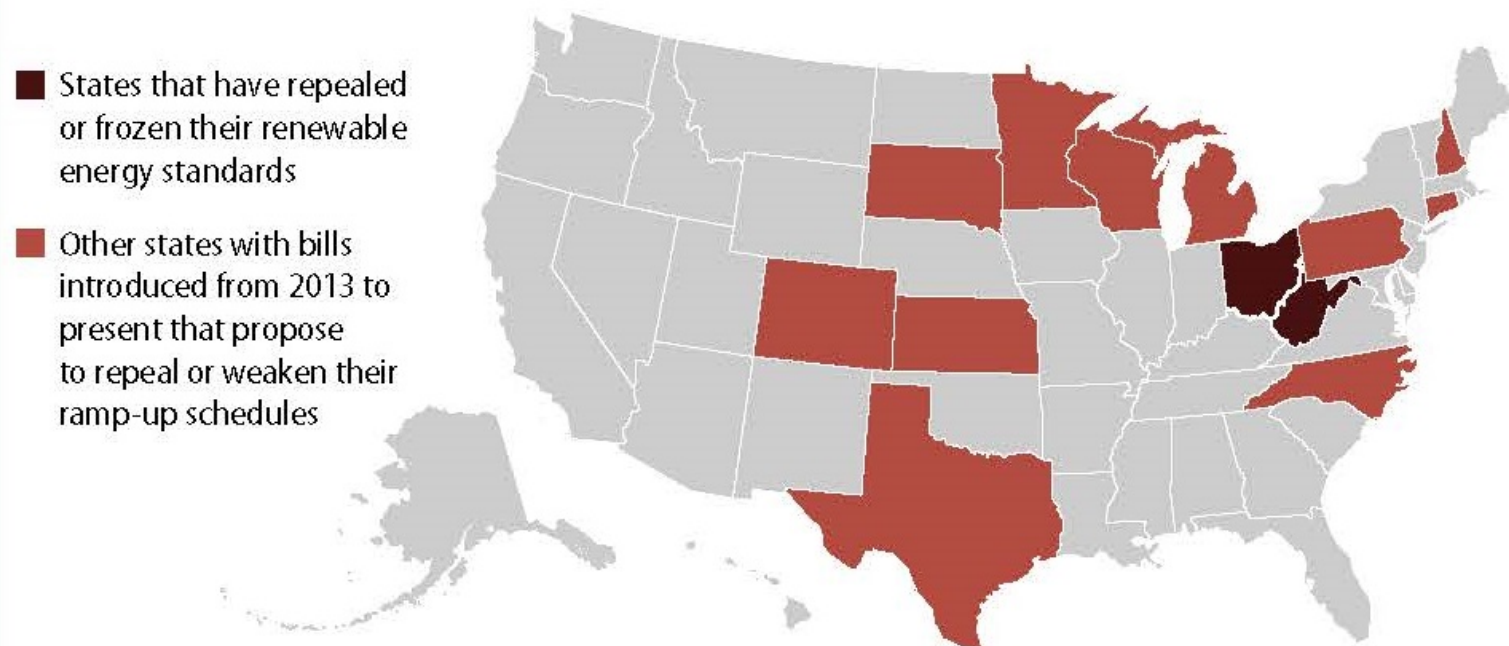 States that have repealed
or frozen their renewable
energy standards
Other states with bills
introduced from 2013 to
present that propose
to repeal or weaken their
ramp-up schedules